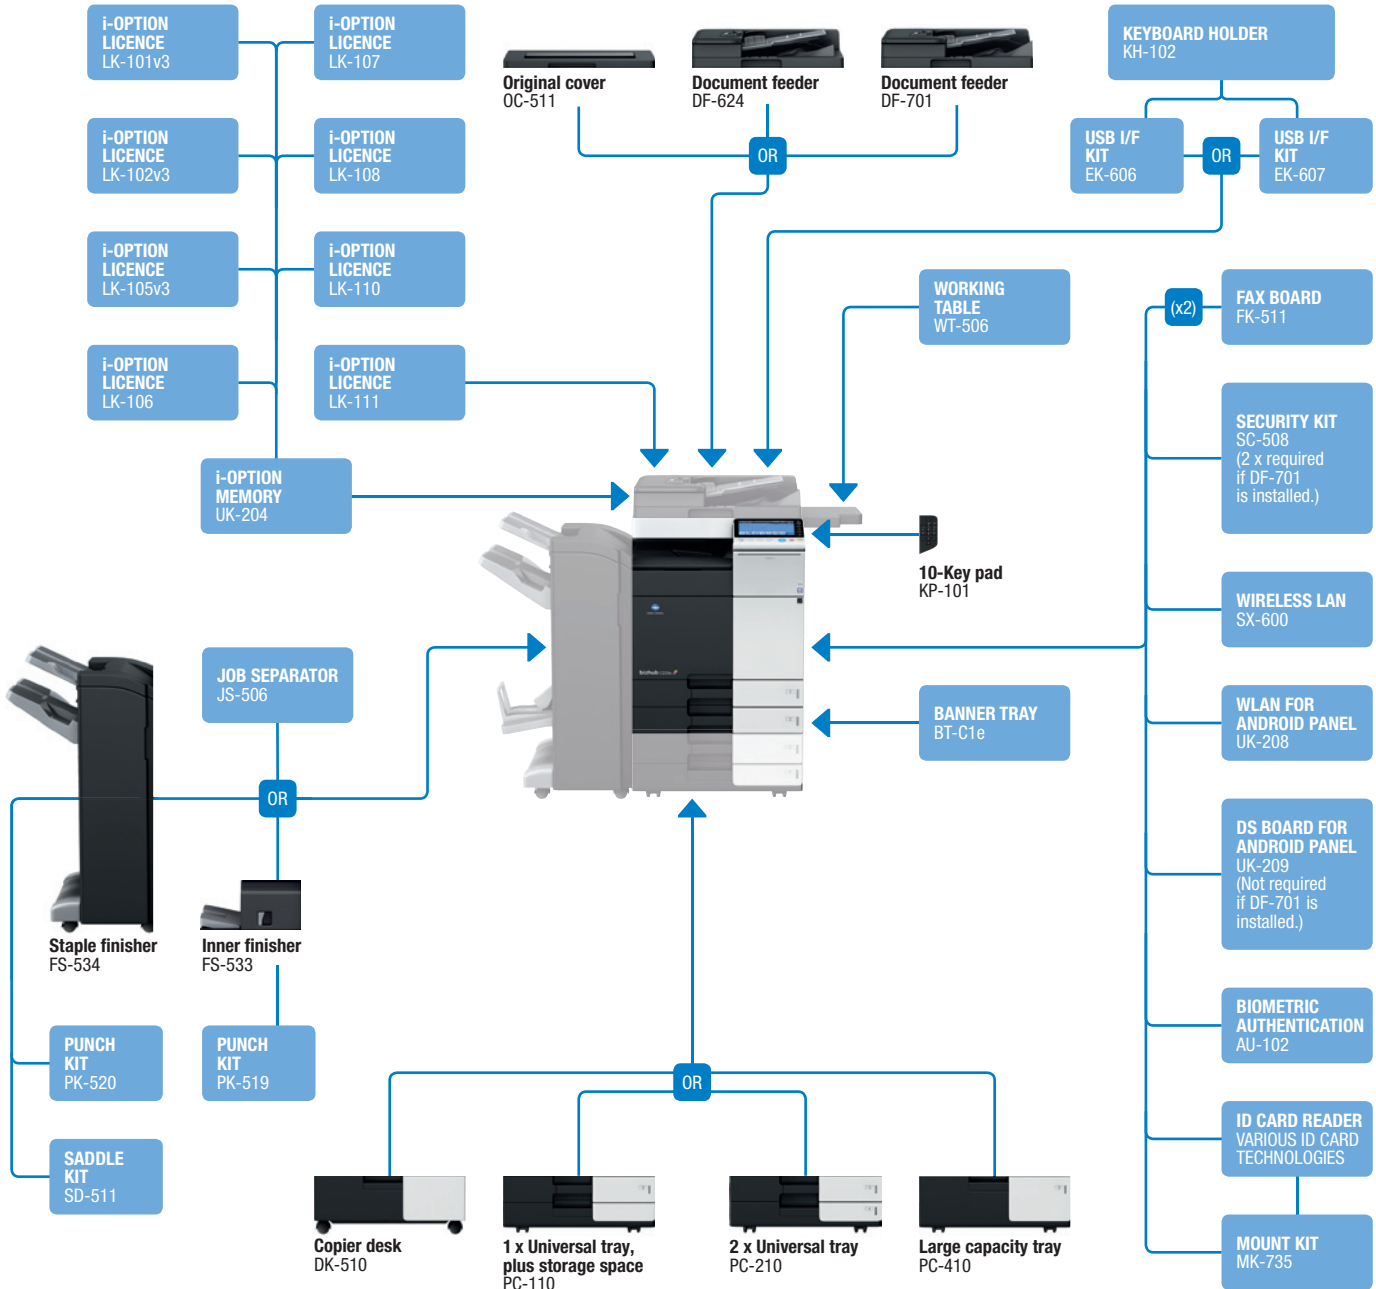 i-OPTION
LICENCE
LK-101v3
i-OPTION
LICENCE
LK-107
i-OPTION
LICENCE
LK-102v3
i-OPTION
LICENCE
LK-108
i-OPTION
LICENCE
LK-105v3
i-OPTION
LICENCE
LK-110
i-OPTION
LICENCE
LK-106
i-OPTION
LICENCE
LK-111
i-OPTION
MEMORY
UK-204
Original cover
OC-511
Document feeder
DF-624
Document feeder
DF-701
OR
KEYBOARD HOLDER
KH-102
USB I/F
KIT
EK-606
OR
USB I/F
KIT
EK-607
WORKING
TABLE
WT-506
10-Key pad
KP-101
BANNER TRAY
BT-C1e
(x2)
FAX BOARD
FK-511
SECURITY KIT
SC-508
(2 x required
if DF-701
is installed.)
WIRELESS LAN
SX-600
WLAN FOR
ANDROID PANEL
UK-208
DS BOARD FOR
ANDROID PANEL
UK-209
(Not required
if DF-701 is
installed.)
BIOMETRIC
AUTHENTICATION
AU-102
ID CARD READER
VARIOUS ID CARD
TECHNOLOGIES
MOUNT KIT
MK-735
JOB SEPARATOR
JS-506
OR
Staple finisher
FS-534
Inner finisher
FS-533
PUNCH
KIT
PK-520
PUNCH
KIT
PK-519
SADDLE
KIT
SD-511
OR
Copier desk
DK-510
1 x Universal tray,
plus storage space
PC-110
2 x Universal tray
PC-210
Large capacity tray
PC-410
bizhub